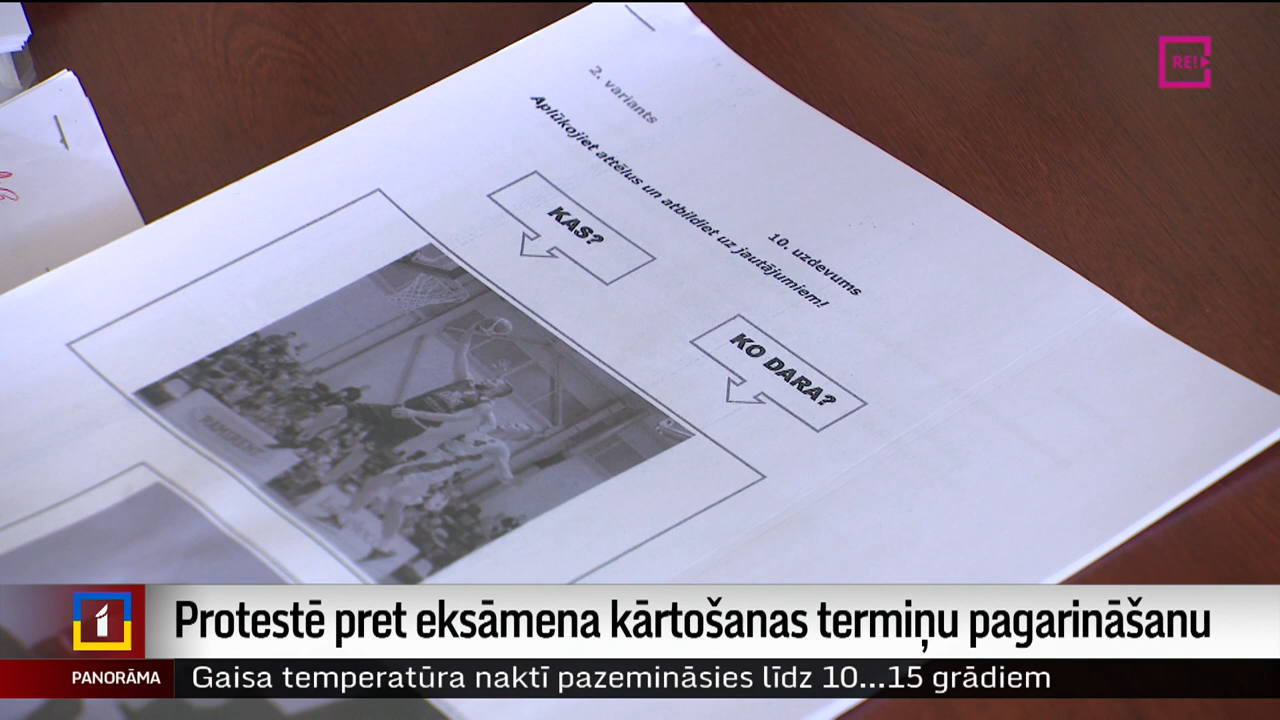 RE!
2. variants
10. uzdevums
Aplūkojiet attēlus un atbildiet uz jautājumiem!
KAS?
KO DARA?
1
Protestē pret eksāmena kārtošanas termiņu pagarināšanu
PANORĀMA
Gaisa temperatūra naktī pazemināsies līdz 10...15 grādiem